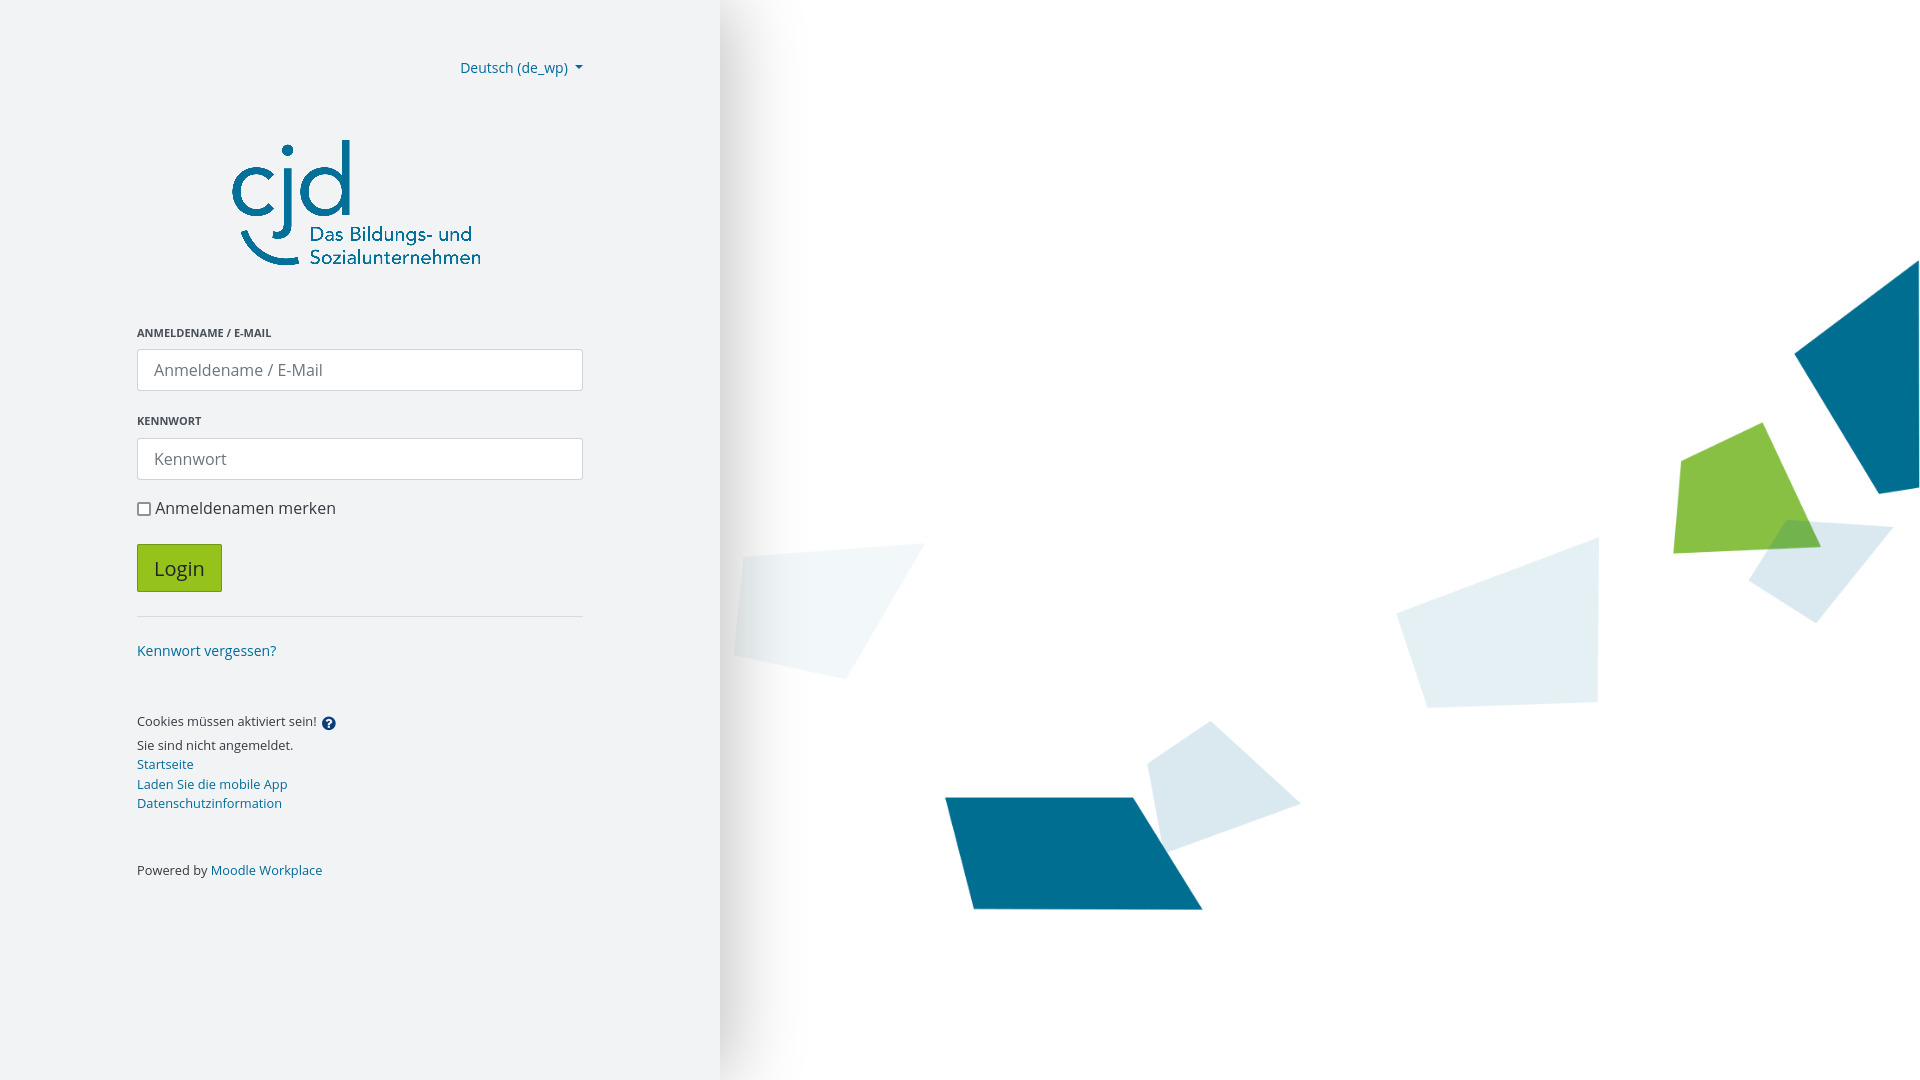 Deutsch (de_wp)
cjd
Das Bildungs- und
Sozialunternehmen
ANMELDENAME / E-MAIL
Anmeldename / E-Mail
KENNWORT
Kennwort
Anmeldenamen merken
Login
Kennwort vergessen?
Cookies müssen aktiviert sein! ?
Sie sind nicht angemeldet.
Startseite
Laden Sie die mobile App
Datenschutzinformation
Powered by Moodle Workplace